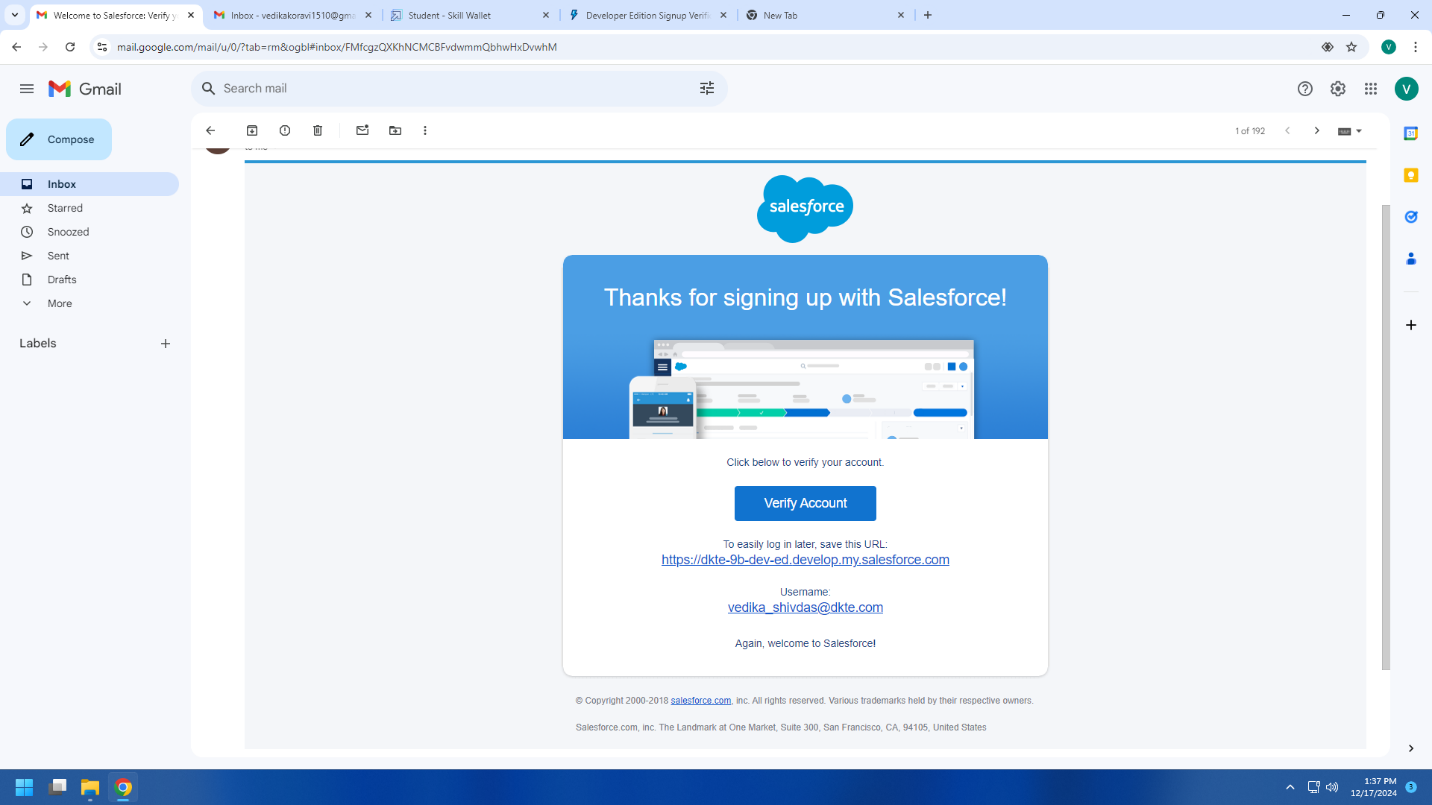 Welcome to Salesforce: Verify y
Inbox - vedikakoravi1510@gma
Student - Skill Wallet
Developer Edition Signup Verifi
New Tab
mail.google.com/mail/u/0/?tab=rm&ogbl#inbox/FMfcgzQXKhNCMCBFvdwmmQbhwHxDvwhM
V
Gmail
Search mail
V
Compose
1 of 192
Inbox
Starred
Snoozed
Sent
Drafts
More
Labels
salesforce
Thanks for signing up with Salesforce!
Click below to verify your account.
Verify Account
To easily log in later, save this URL:
https://dkte-9b-dev-ed.develop.my.salesforce.com
Username:
vedika_shivdas@dkte.com
Again, welcome to Salesforce!
© Copyright 2000-2018 salesforce.com, inc. All rights reserved. Various trademarks held by their respective owners.
Salesforce.com, inc. The Landmark at One Market, Suite 300, San Francisco, CA, 94105, United States
31
1:37 PM
12/17/2024
3